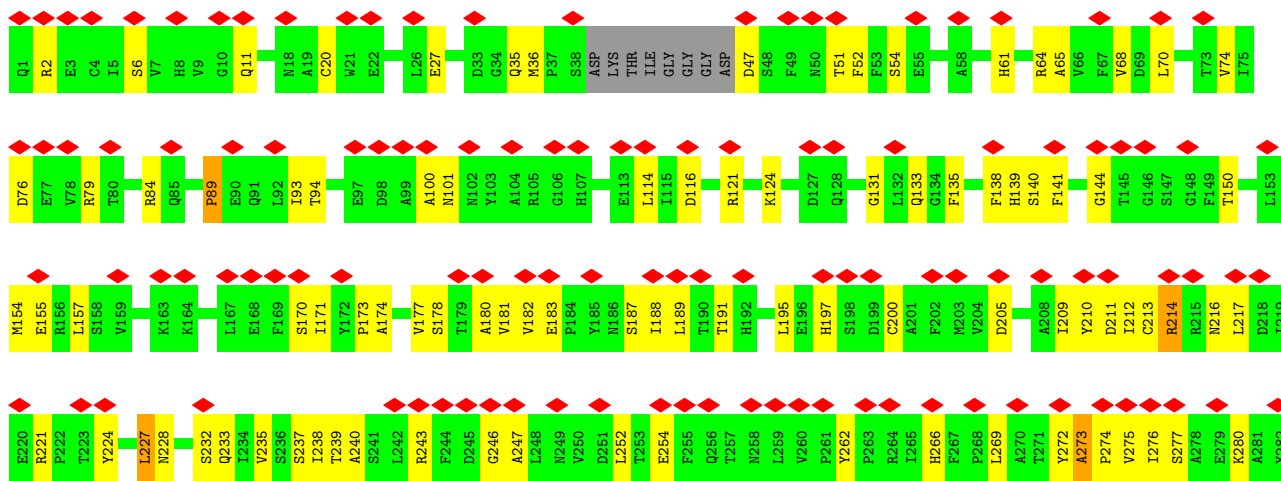 Q1 R2 E3 C4 I5 S6 V7 H8 V9 G10 Q11 N18 A19 C20 W21 E22 L26 E27 D33 G34 Q35 M36 P37 S38 ASP LYS THR ILE GLY GLY GLY ASP D47 S48 F49 N50 T51 F52 F53 S54 E55 A58 H61 R64 A65 V66 F67 V68 D69 L70 T73 V74 I75
D76 E77 V78 R79 T80 R84 Q85 P89 E90 Q91 L92 I93 T94 E97 D98 A99 A100 N101 N102 Y103 A104 R105 G106 H107 E113 L114 I115 D116 R121 K124 D127 Q128 G131 L132 Q133 G134 F135 F138 H139 S140 F141 G144 T145 G146 S147 G148 F149 T150 L153
M154 E155 R156 L157 S158 V159 K163 K164 L167 E168 F169 S170 I171 Y172 P173 A174 V177 S178 T179 A180 V181 V182 E183 P184 Y185 N186 S187 I188 L189 T190 T191 H192 L195 E196 H197 S198 D199 C200 A201 F202 M203 V204 D205 A208 I209 Y210 D211 I212 C213 R214 R215 N216 L217 D218 I219
E220 R221 P222 T223 Y224 L227 N228 S232 Q233 I234 V235 S236 S237 I238 T239 A240 S241 L242 R243 F244 D245 G246 A247 L248 N249 V250 D251 L252 T253 E254 F255 Q256 T257 N258 L259 V260 P261 Y262 P263 R264 I265 H266 F267 P268 L269 A270 T271 Y272 A273 P274 V275 I276 S277 A278 E279 K280 A281 Y282